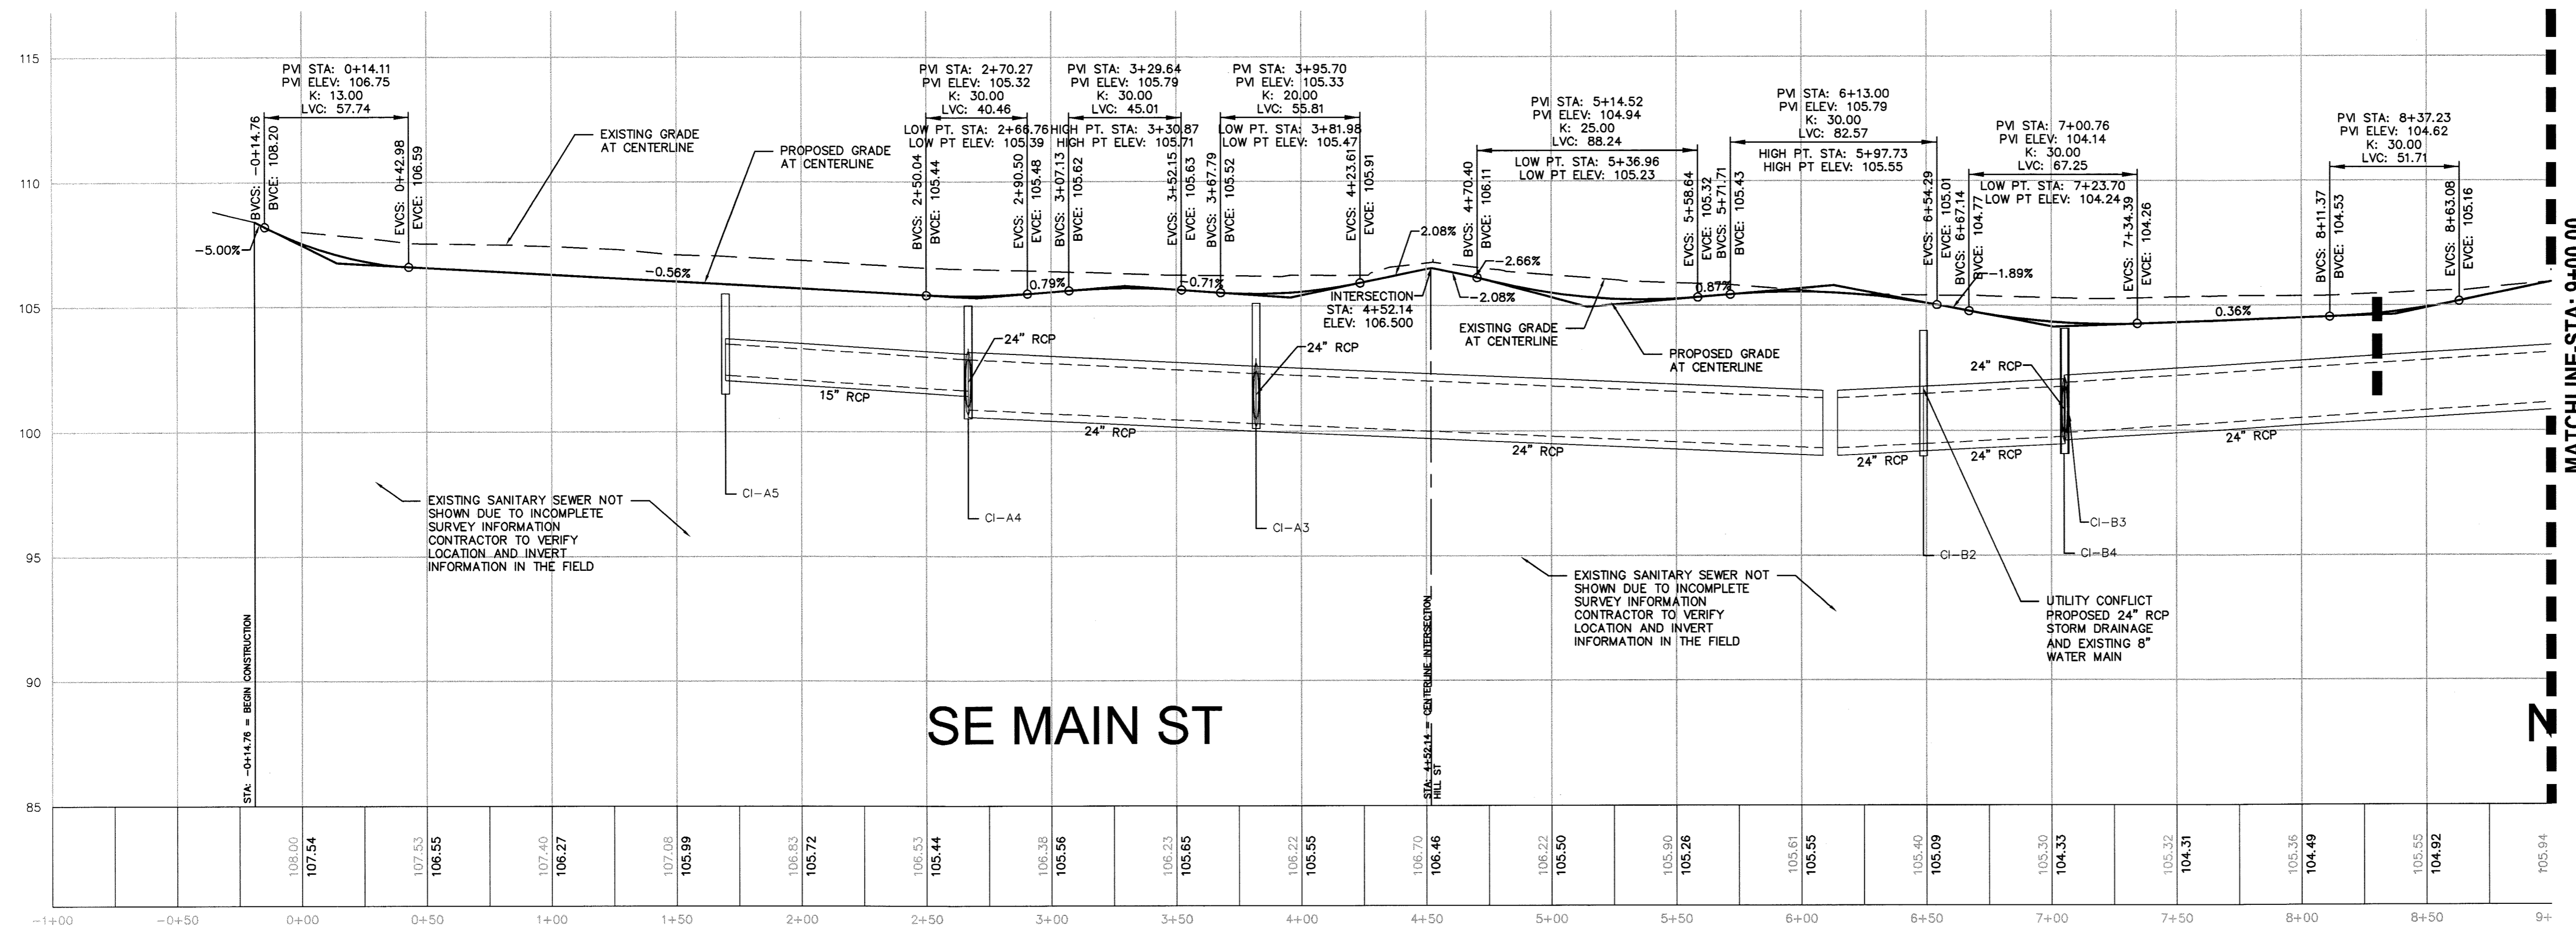 115
110
105
100
95
90
85
PVI STA: 0+14.11
PVI ELEV: 106.75
K: 13.00
LVC: 57.74
BVCS: -0+14.76
BVCE: 108.20
EVCS: 0+42.98
EVCE: 106.59
-5.00%
EXISTING GRADE
AT CENTERLINE
PROPOSED GRADE
AT CENTERLINE
-0.56%
PVI STA: 2+70.27
PVI ELEV: 105.32
K: 30.00
LVC: 40.46
LOW PT. STA: 2+66.76
LOW PT ELEV: 105.39
BVCS: 2+50.04
BVCE: 105.44
EVCS: 2+90.50
EVCE: 105.48
0.79%
PVI STA: 3+29.64
PVI ELEV: 105.79
K: 30.00
LVC: 45.01
HIGH PT. STA: 3+30.87
HIGH PT ELEV: 105.71
BVCS: 3+07.13
BVCE: 105.62
EVCS: 3+52.15
EVCE: 105.63
-0.71%
PVI STA: 3+95.70
PVI ELEV: 105.33
K: 20.00
LVC: 55.81
LOW PT. STA: 3+81.98
LOW PT ELEV: 105.47
BVCS: 3+67.79
BVCE: 105.52
EVCS: 4+23.61
EVCE: 105.91
2.08%
INTERSECTION
STA: 4+52.14
ELEV: 106.500
-2.08%
-2.66%
PVI STA: 5+14.52
PVI ELEV: 104.94
K: 25.00
LVC: 88.24
LOW PT. STA: 5+36.96
LOW PT ELEV: 105.23
BVCS: 4+70.40
BVCE: 106.11
EVCS: 5+58.64
EVCE: 105.32
EXISTING GRADE
AT CENTERLINE
PROPOSED GRADE
AT CENTERLINE
0.87%
PVI STA: 6+13.00
PVI ELEV: 105.79
K: 30.00
LVC: 82.57
HIGH PT. STA: 5+97.73
HIGH PT ELEV: 105.55
BVCS: 5+71.71
BVCE: 105.43
EVCS: 6+54.29
EVCE: 105.01
-1.89%
PVI STA: 7+00.76
PVI ELEV: 104.14
K: 30.00
LVC: 67.25
LOW PT. STA: 7+23.70
LOW PT ELEV: 104.24
BVCS: 6+67.14
BVCE: 104.77
EVCS: 7+34.39
EVCE: 104.26
0.36%
PVI STA: 8+37.23
PVI ELEV: 104.62
K: 30.00
LVC: 51.71
BVCS: 8+11.37
BVCE: 104.53
EVCS: 8+63.08
EVCE: 105.16
MATCHLINE-STA: 9+00.00
15" RCP
24" RCP
24" RCP
24" RCP
24" RCP
24" RCP
24" RCP
24" RCP
24" RCP
CI-A5
CI-A4
CI-A3
CI-B2
CI-B3
CI-B4
EXISTING SANITARY SEWER NOT
SHOWN DUE TO INCOMPLETE
SURVEY INFORMATION
CONTRACTOR TO VERIFY
LOCATION AND INVERT
INFORMATION IN THE FIELD
EXISTING SANITARY SEWER NOT
SHOWN DUE TO INCOMPLETE
SURVEY INFORMATION
CONTRACTOR TO VERIFY
LOCATION AND INVERT
INFORMATION IN THE FIELD
UTILITY CONFLICT
PROPOSED 24" RCP
STORM DRAINAGE
AND EXISTING 8"
WATER MAIN
STA: -0+14.76 = BEGIN CONSTRUCTION
STA: 4+52.14 = CENTERLINE INTERSECTION
HILL ST
SE MAIN ST
N
108.00 107.54
107.53 106.55
107.40 106.27
107.08 105.99
106.83 105.72
106.53 105.44
106.38 105.56
106.23 105.65
106.22 105.55
106.70 106.46
106.22 105.50
105.90 105.26
105.61 105.55
105.40 105.09
105.30 104.33
105.32 104.31
105.36 104.49
105.55 104.92
105.94
-1+00 -0+50 0+00 0+50 1+00 1+50 2+00 2+50 3+00 3+50 4+00 4+50 5+00 5+50 6+00 6+50 7+00 7+50 8+00 8+50 9+